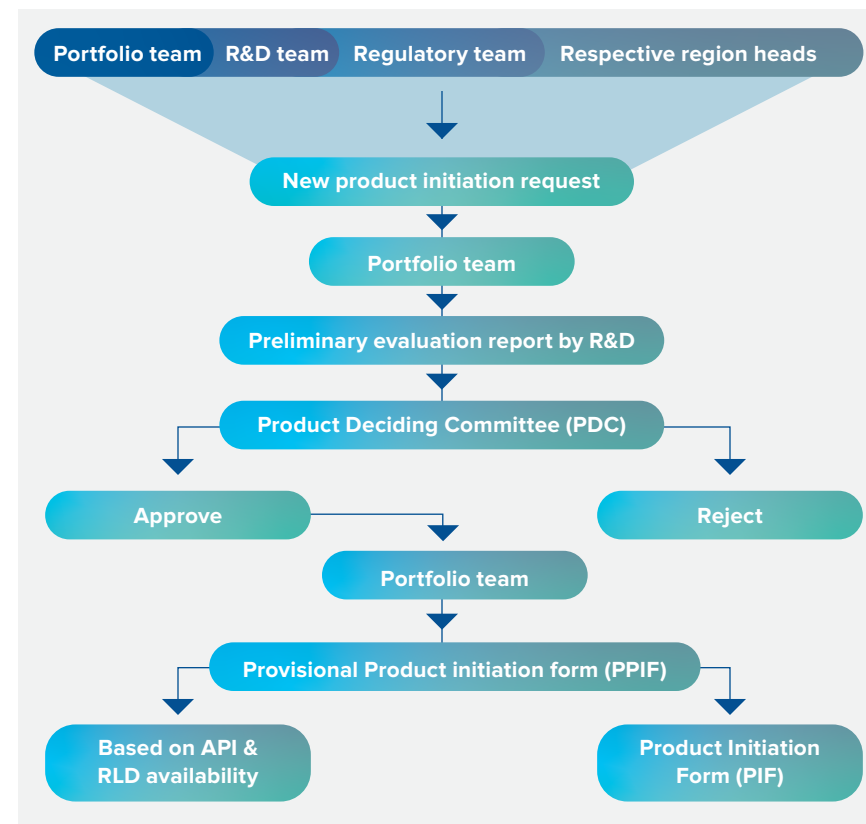 Portfolio team R&D team Regulatory team Respective region heads
New product initiation request
Portfolio team
Preliminary evaluation report by R&D
Product Deciding Committee (PDC)
Approve
Reject
Portfolio team
Provisional Product initiation form (PPIF)
Based on API &
RLD availability
Product Initiation
Form (PIF)